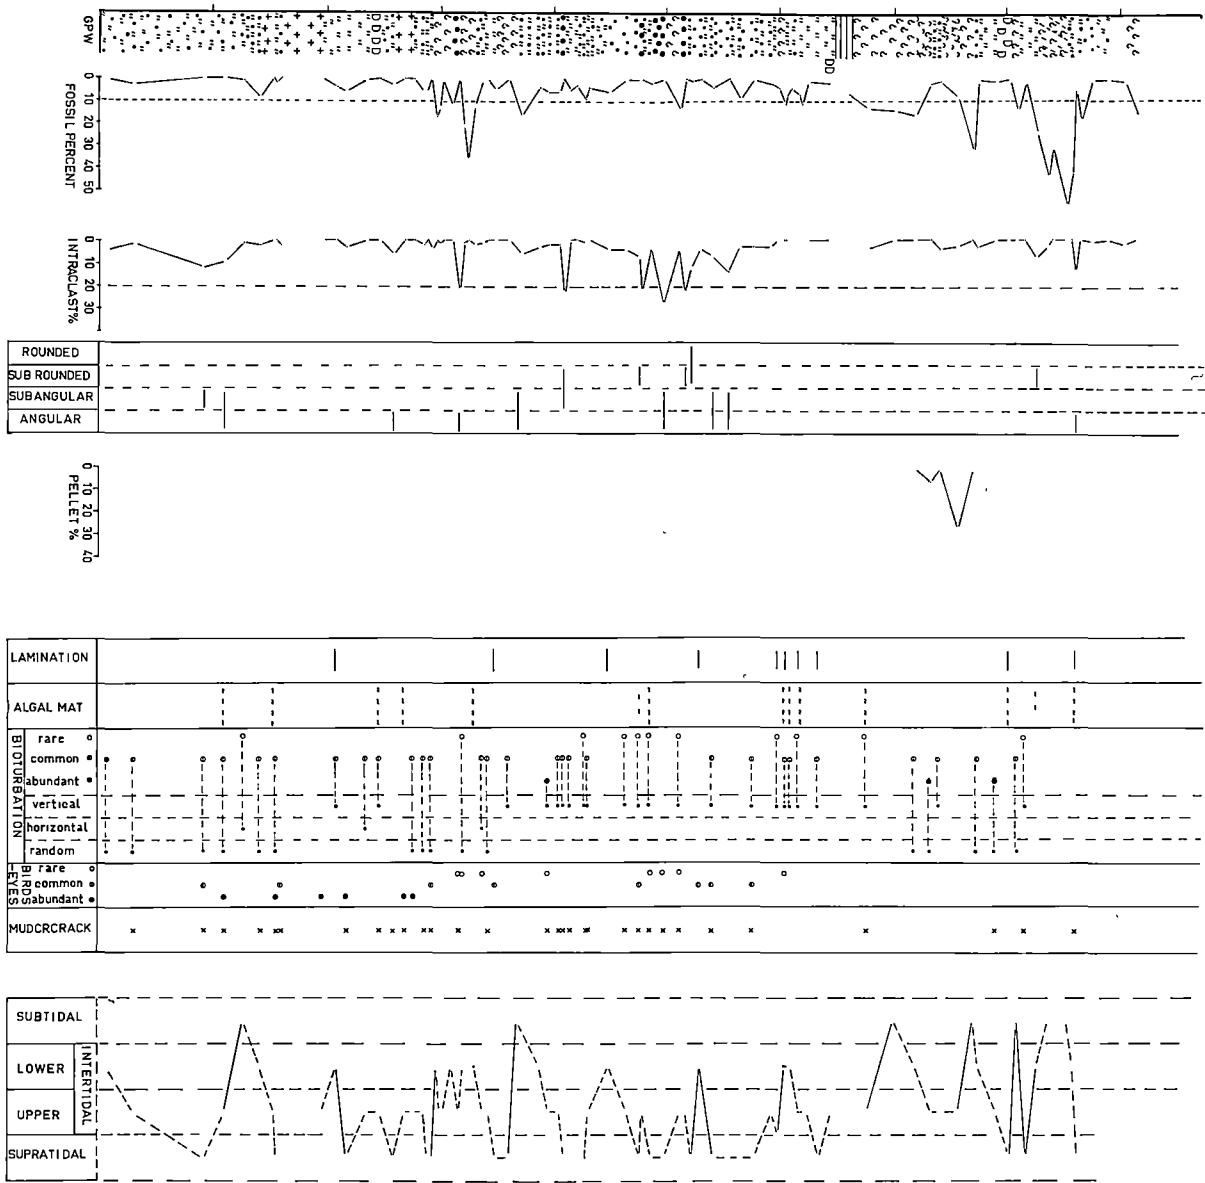 GPW
DD
D D DD
D D D
FOSSIL PERCENT
0 10 20 30 40 50
INTRACLAST%
0 10 20 30
ROUNDED
SUB ROUNDED
SUBANGULAR
ANGULAR
PELLET %
0 10 20 30 40
LAMINATION
ALGAL MAT
BIOTURBATION
rare
common
abundant
vertical
horizontal
random
BIRDS
-EYES
rare
common
abundant
MUDCRCRACK
SUBTIDAL
INTERTIDAL
LOWER
UPPER
SUPRATIDAL